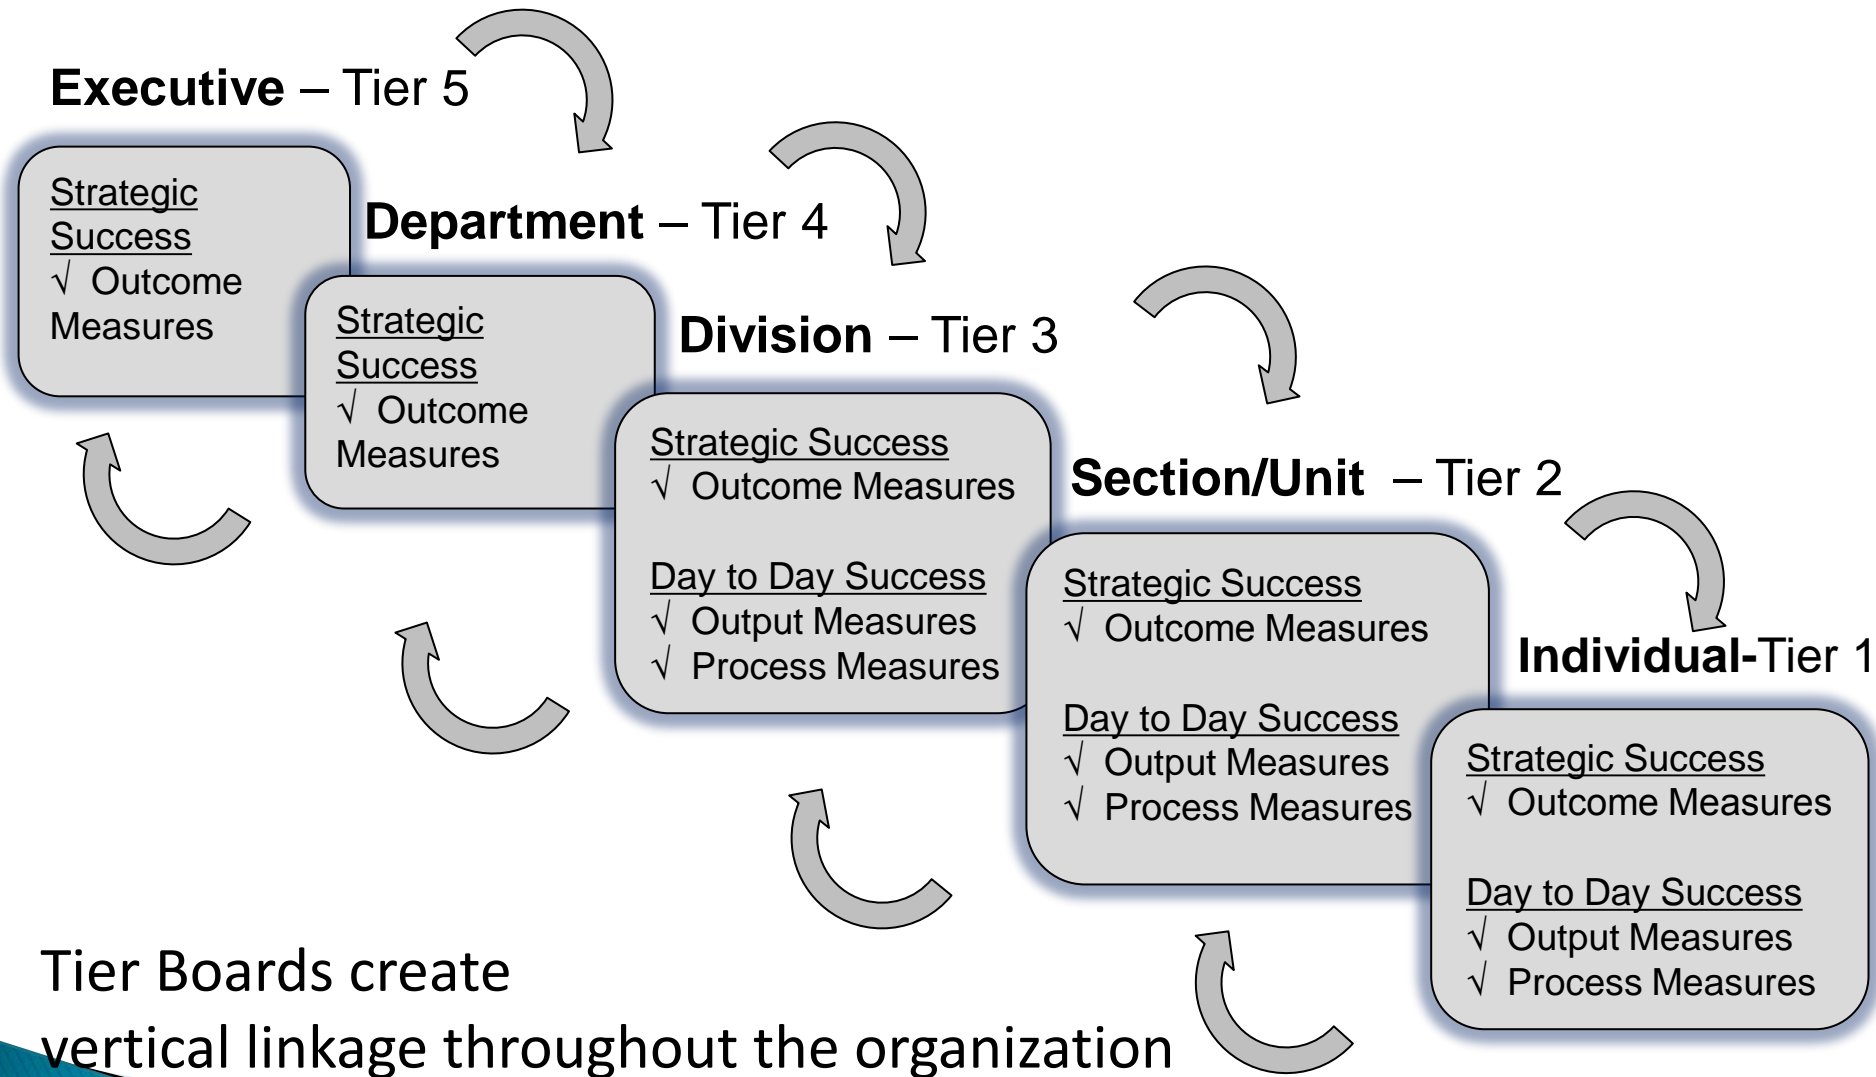 Executive – Tier 5
Strategic
Success
√ Outcome
Measures
Department – Tier 4
Strategic
Success
√ Outcome
Measures
Division – Tier 3
Strategic Success
√ Outcome Measures
Day to Day Success
√ Output Measures
√ Process Measures
Section/Unit – Tier 2
Strategic Success
√ Outcome Measures
Day to Day Success
√ Output Measures
√ Process Measures
Individual-Tier 1
Strategic Success
√ Outcome Measures
Day to Day Success
√ Output Measures
√ Process Measures
Tier Boards create
vertical linkage throughout the organization